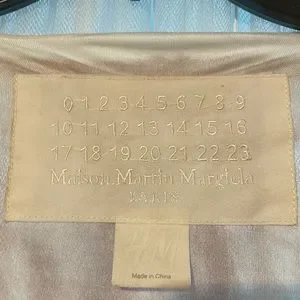 0 1 2 3 4 5 6 7 8 9
10 11 12 13 14 15 16
17 18 19 20 21 22 23
Maison Martin Margiela
PARIS
Made in China